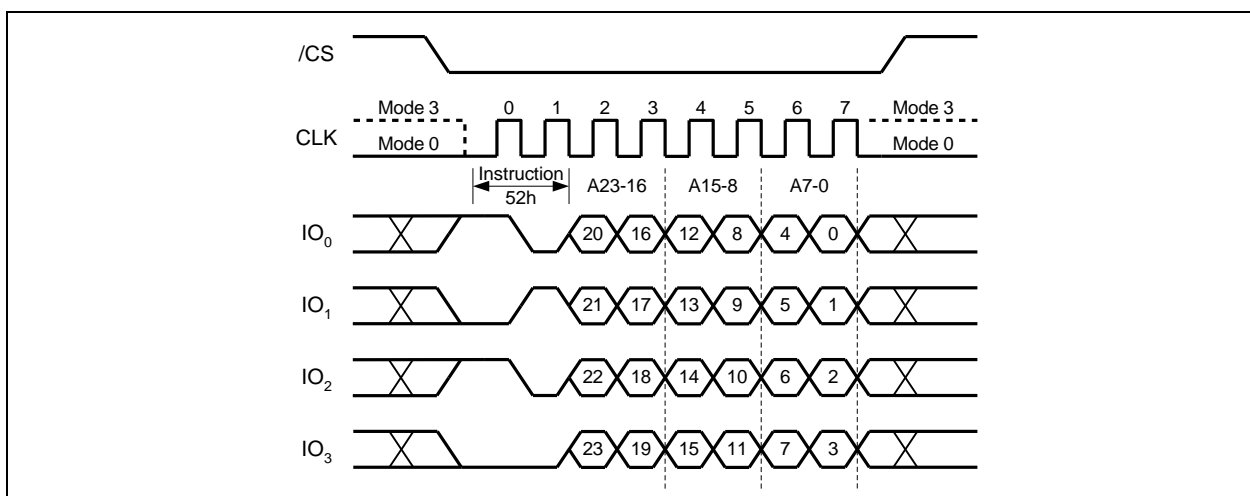 /CS
Mode 3 0 1 2 3 4 5 6 7 Mode 3
CLK
Mode 0 Mode 0
Instruction A23-16 A15-8 A7-0
52h
IO0 20 16 12 8 4 0
IO1 21 17 13 9 5 1
IO2 22 18 14 10 6 2
IO3 23 19 15 11 7 3